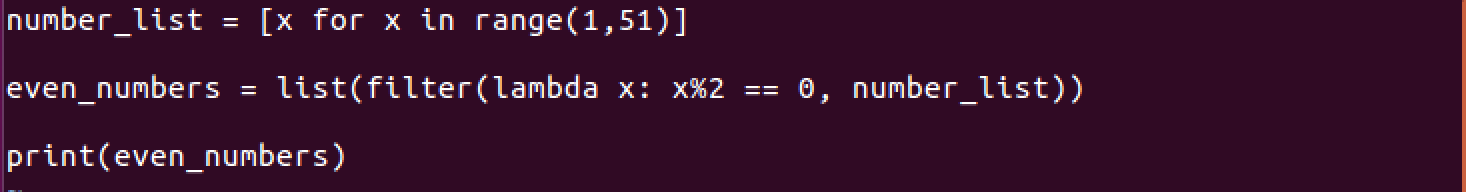 number_list = [x for x in range(1,51)]
even_numbers = list(filter(lambda x: x%2 == 0, number_list))
print(even_numbers)